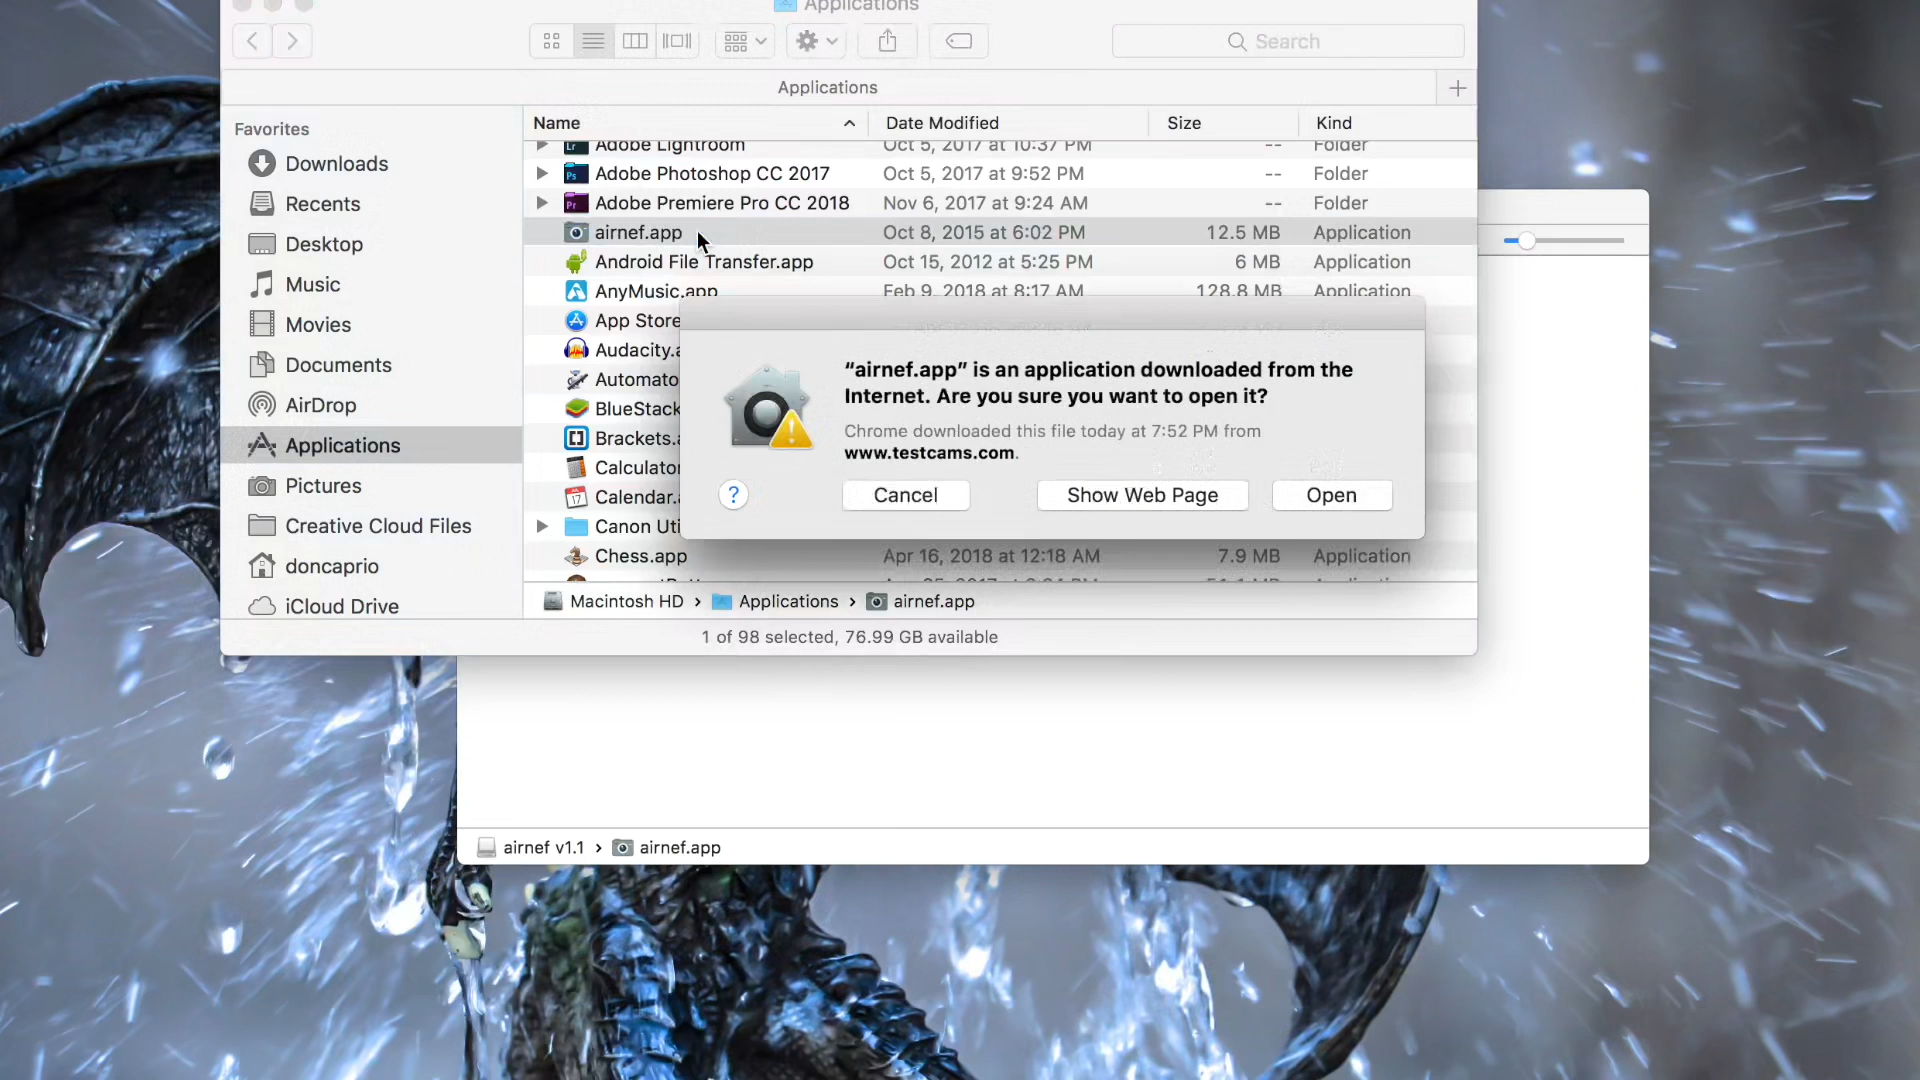 Applications
Search
Applications
Favorites
Downloads
Recents
Desktop
Music
Movies
Documents
AirDrop
Applications
Pictures
Creative Cloud Files
doncaprio
iCloud Drive
Name Date Modified Size Kind
Lr Adobe Lightroom Oct 5, 2017 at 10:37 PM -- Folder
Ps Adobe Photoshop CC 2017 Oct 5, 2017 at 9:52 PM -- Folder
Pr Adobe Premiere Pro CC 2018 Nov 6, 2017 at 9:24 AM -- Folder
airnef.app Oct 8, 2015 at 6:02 PM 12.5 MB Application
Android File Transfer.app Oct 15, 2012 at 5:25 PM 6 MB Application
AnyMusic.app Feb 9, 2018 at 8:17 AM 128.8 MB Application
App Store
Audacity.a
Automato
BlueStack
Brackets.a
Calculator
17 Calendar.a
Canon Uti
Chess.app Apr 16, 2018 at 12:18 AM 7.9 MB Application
“airnef.app” is an application downloaded from the
Internet. Are you sure you want to open it?
Chrome downloaded this file today at 7:52 PM from
www.testcams.com.
? Cancel Show Web Page Open
Macintosh HD › Applications › airnef.app
1 of 98 selected, 76.99 GB available
airnef v1.1 › airnef.app